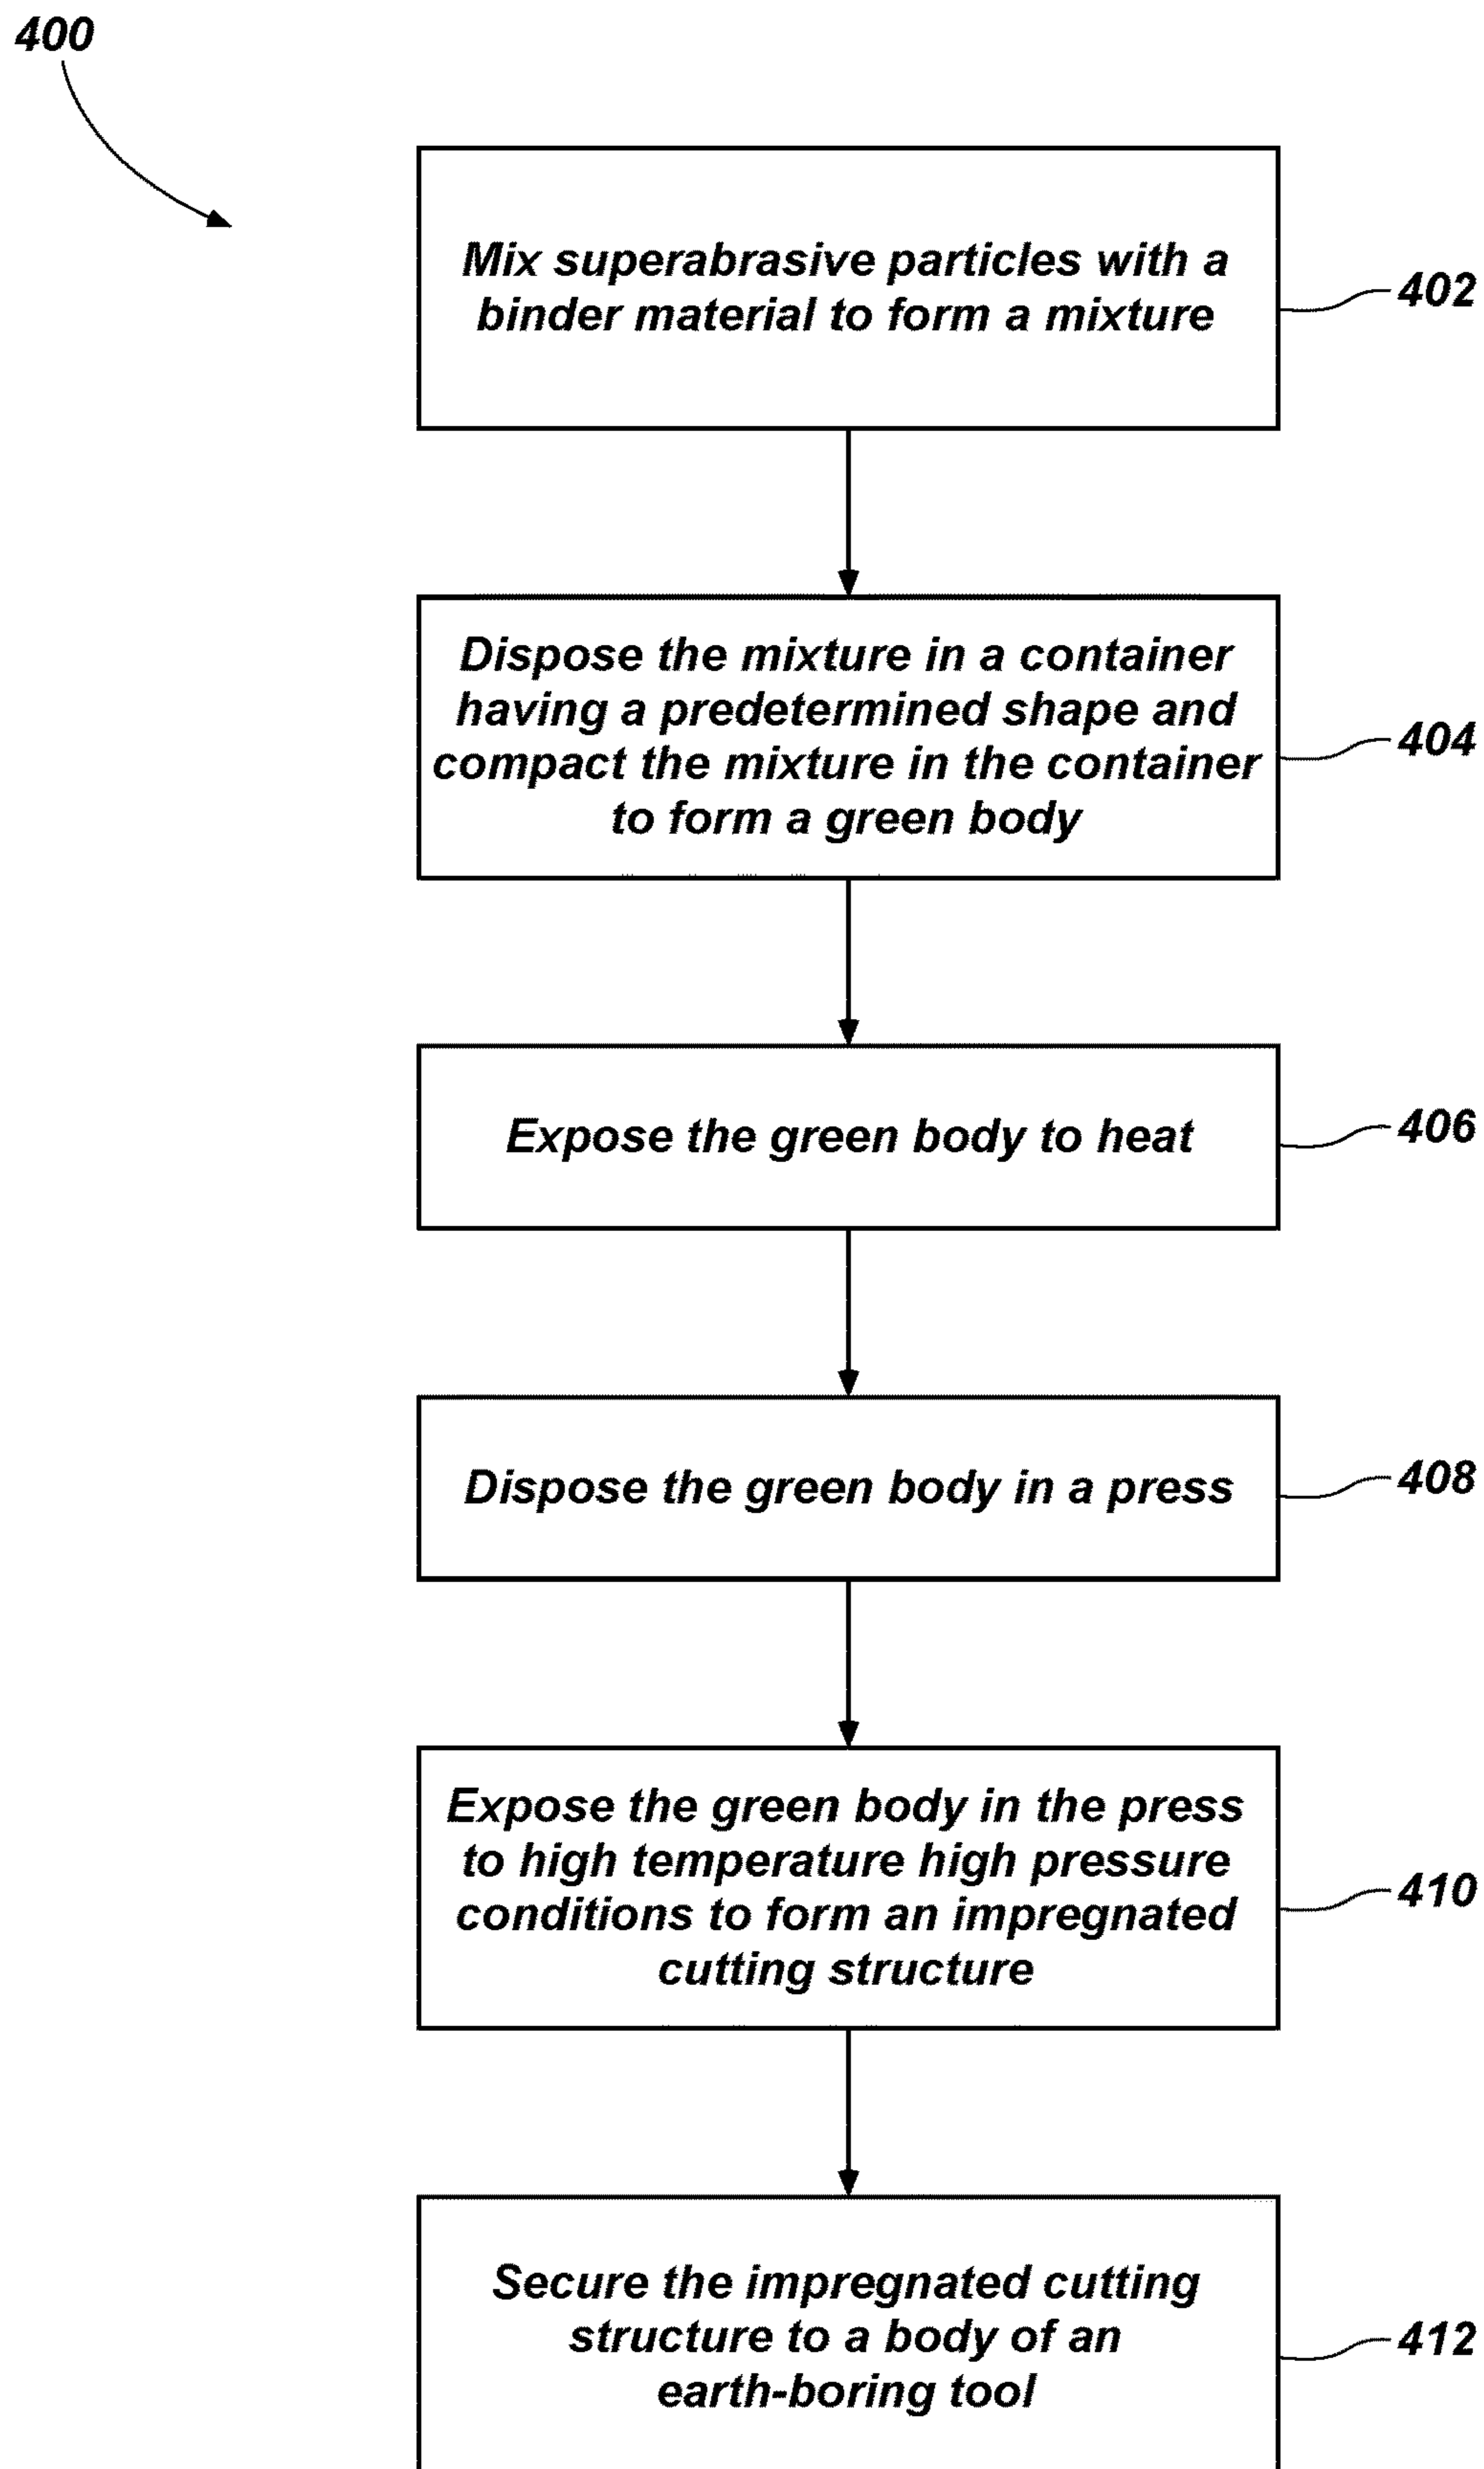 400
Mix superabrasive particles with a
binder material to form a mixture
402
Dispose the mixture in a container
having a predetermined shape and
compact the mixture in the container
to form a green body
404
Expose the green body to heat
406
Dispose the green body in a press
408
Expose the green body in the press
to high temperature high pressure
conditions to form an impregnated
cutting structure
410
Secure the impregnated cutting
structure to a body of an
earth-boring tool
412